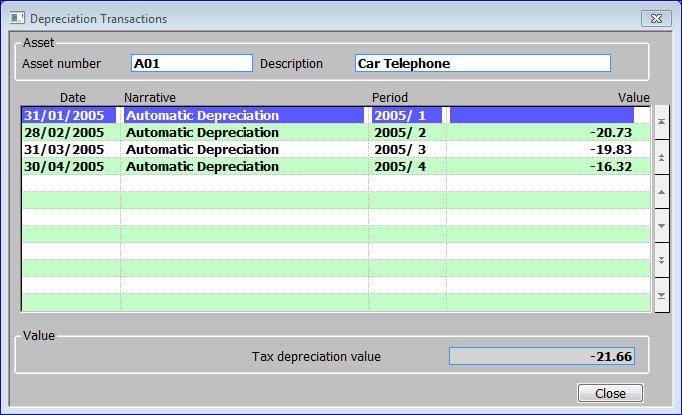 Depreciation Transactions
Asset
Asset number A01 Description Car Telephone
Date Narrative Period Value
31/01/2005 Automatic Depreciation 2005/ 1
28/02/2005 Automatic Depreciation 2005/ 2 -20.73
31/03/2005 Automatic Depreciation 2005/ 3 -19.83
30/04/2005 Automatic Depreciation 2005/ 4 -16.32
Value
Tax depreciation value -21.66
Close